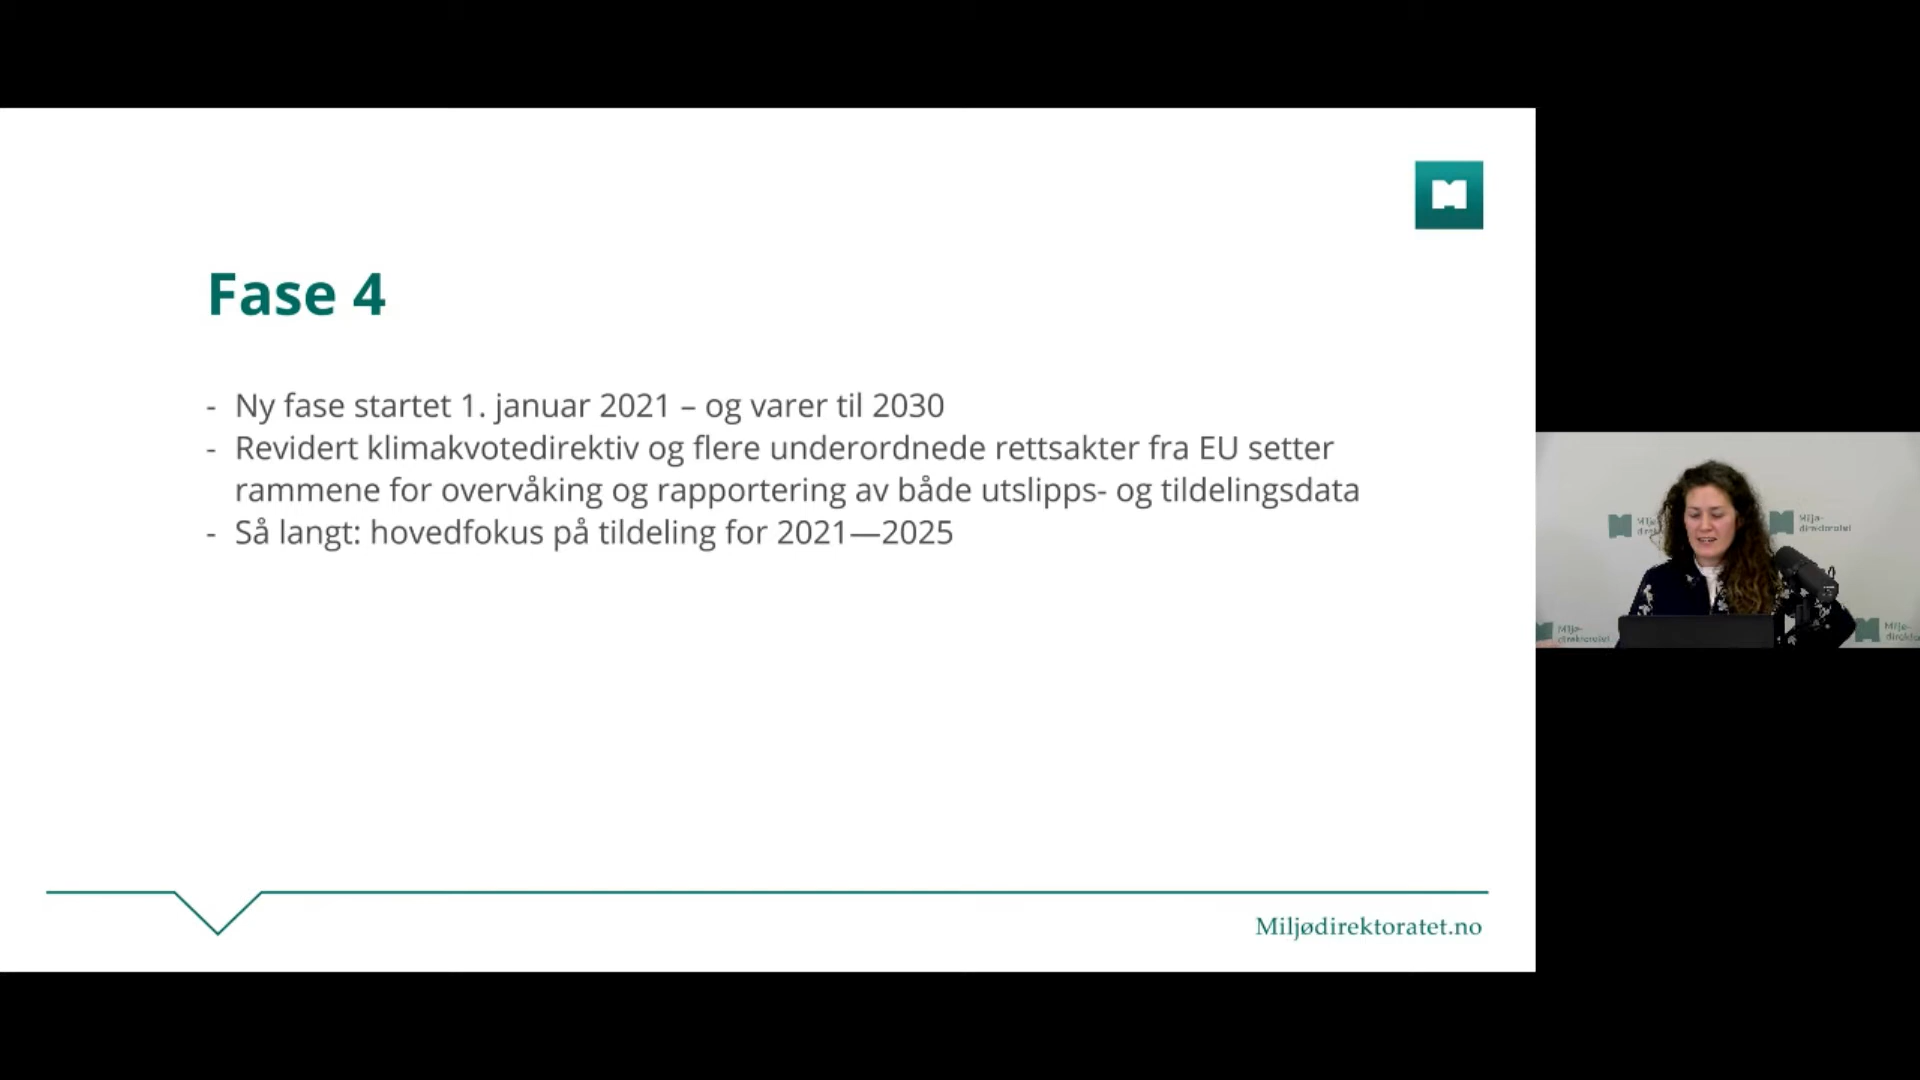 Fase 4
- Ny fase startet 1. januar 2021 – og varer til 2030
- Revidert klimakvotedirektiv og flere underordnede rettsakter fra EU setter
rammene for overvåking og rapportering av både utslipps- og tildelingsdata
- Så langt: hovedfokus på tildeling for 2021—2025
Miljødirektoratet.no
Miljø-
direktoratet